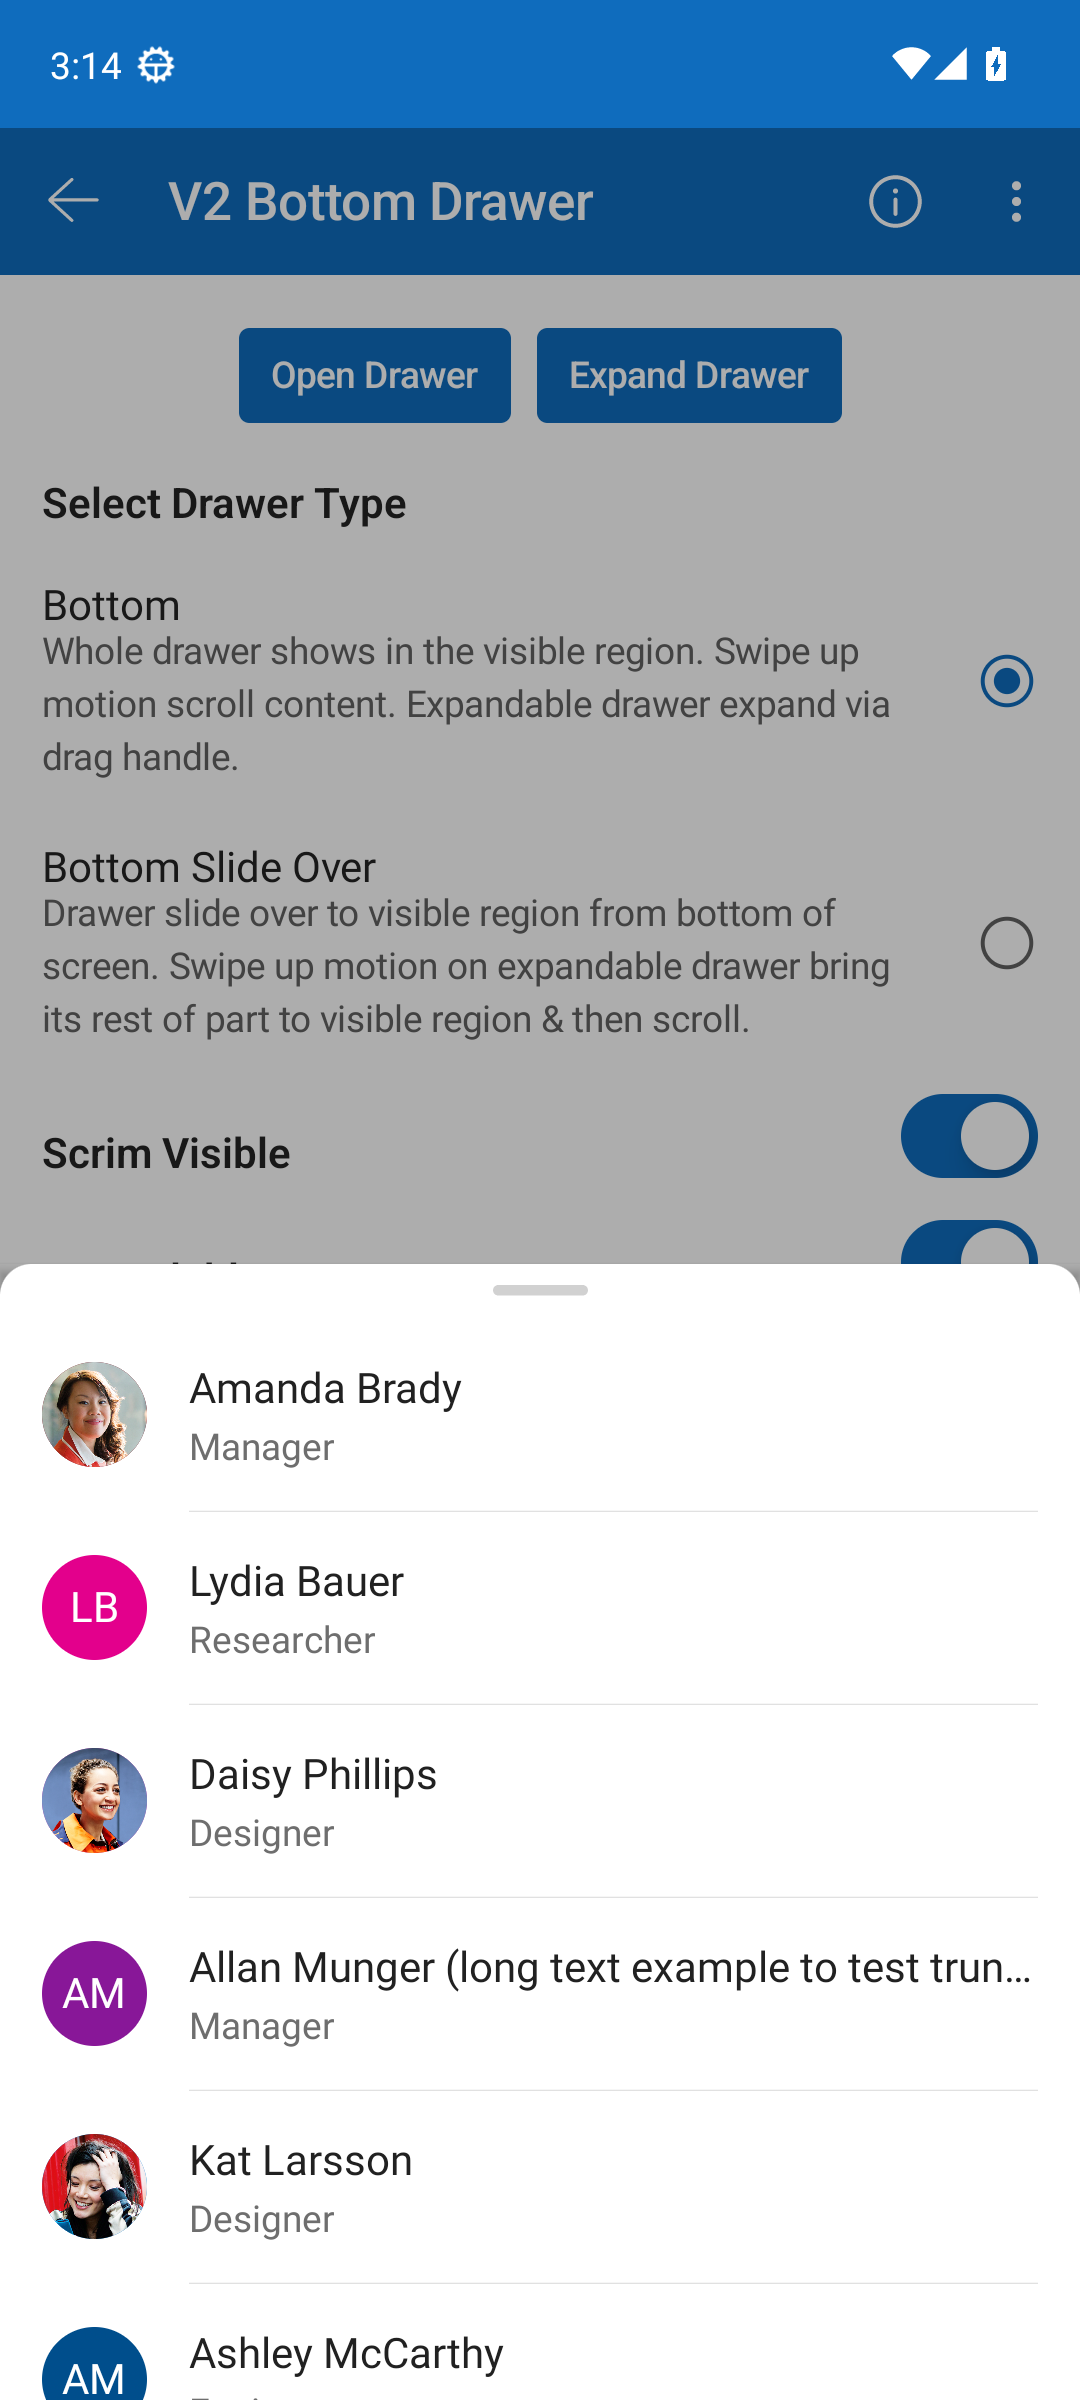 3:14
V2 Bottom Drawer
Open Drawer
Expand Drawer
Select Drawer Type
Bottom
Whole drawer shows in the visible region. Swipe up
motion scroll content. Expandable drawer expand via
drag handle.
Bottom Slide Over
Drawer slide over to visible region from bottom of
screen. Swipe up motion on expandable drawer bring
its rest of part to visible region & then scroll.
Scrim Visible
Amanda Brady
Manager
LB
Lydia Bauer
Researcher
Daisy Phillips
Designer
AM
Allan Munger (long text example to test trun...
Manager
Kat Larsson
Designer
AM
Ashley McCarthy